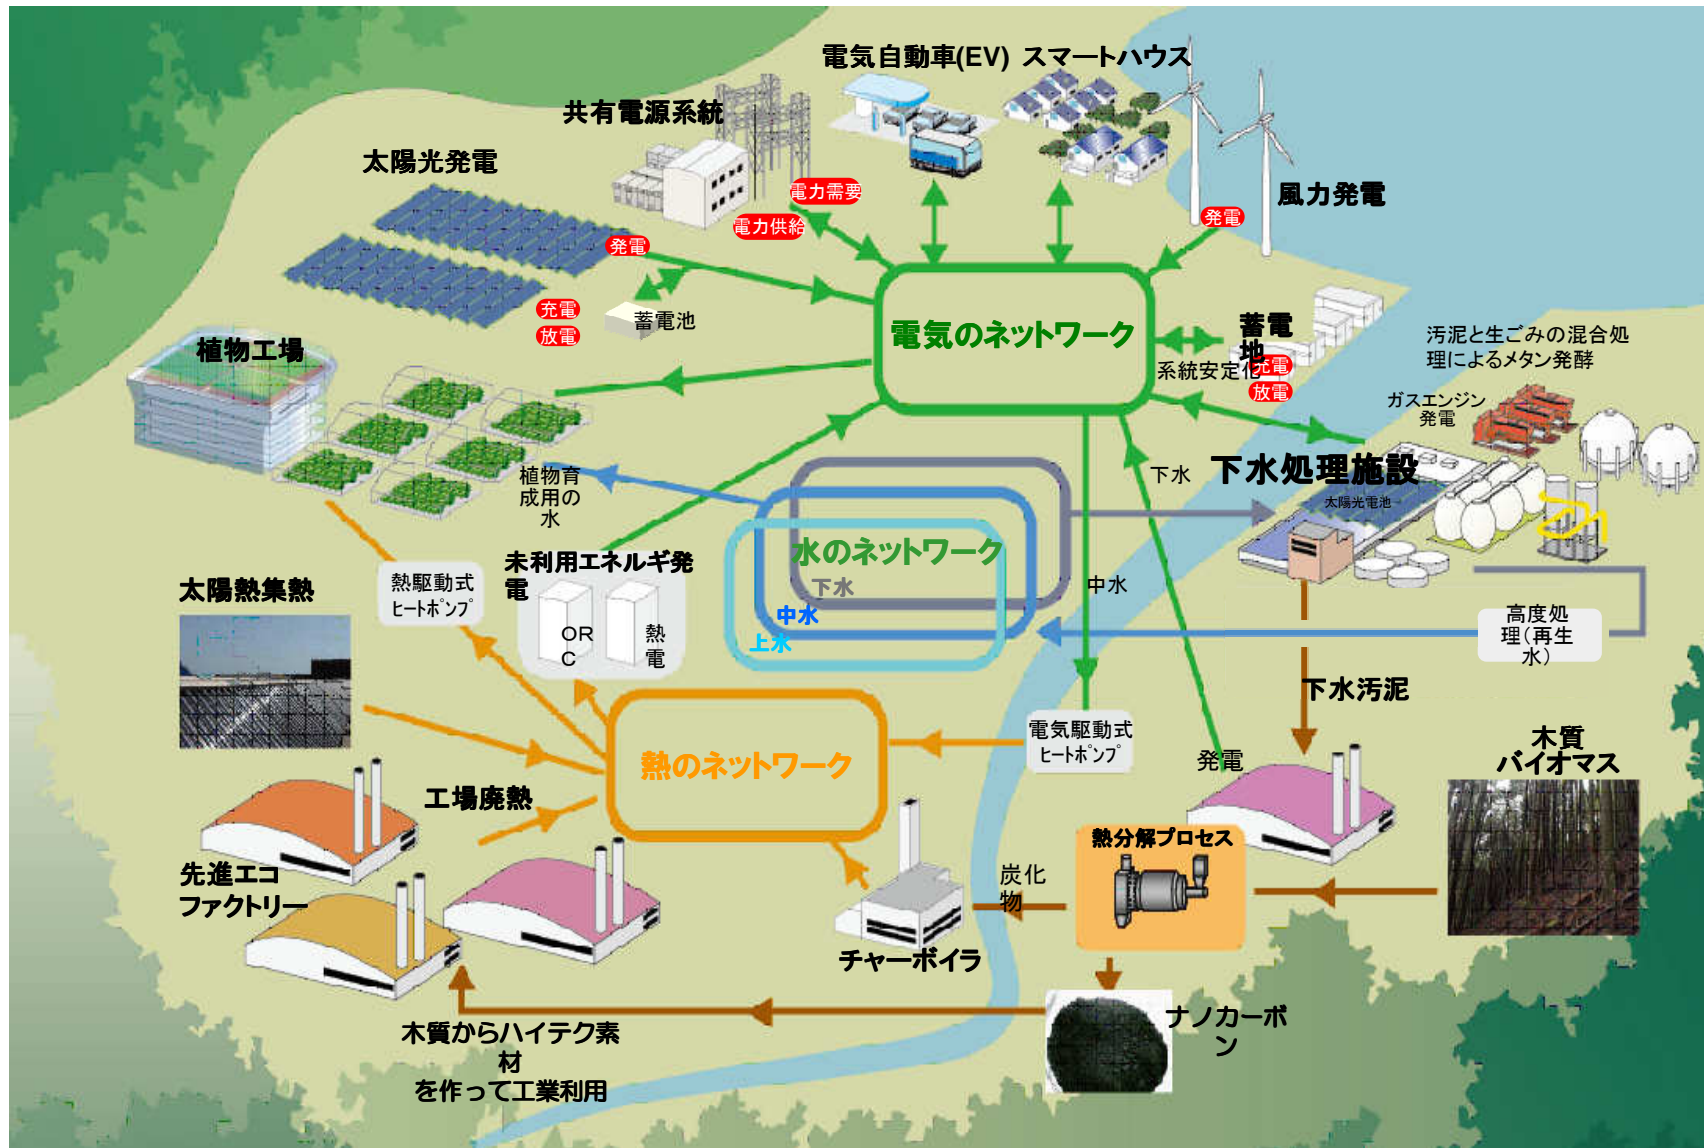 電気自動車(EV) スマートハウス
共有電源系統
太陽光発電
電力需要
風力発電
電力供給
発電
発電
充電
放電
蓄電池
電気のネットワーク
蓄電
地
系統安定化
充電
放電
汚泥と生ごみの混合処
理によるメタン発酵
ガスエンジン
発電
植物工場
植物育
成用の
水
下水
下水処理施設
太陽光電池
水のネットワーク
下水
中水
上水
中水
未利用エネルギ発
電
OR
C
熱
電
熱駆動式
ヒートポンプ
太陽熱集熱
高度処
理(再生
水)
下水汚泥
熱のネットワーク
電気駆動式
ヒートポンプ
発電
木質
バイオマス
工場廃熱
先進エコ
ファクトリー
熱分解プロセス
炭化
物
チャーボイラ
ナノカーボ
ン
木質からハイテク素
材
を作って工業利用